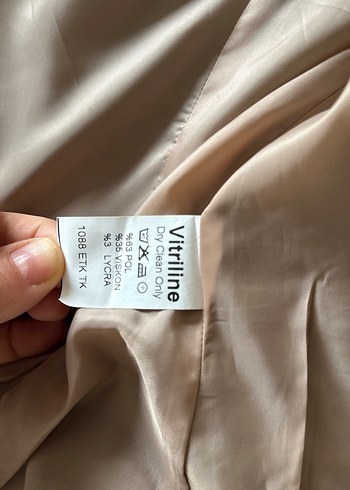 Vitriline
Dry Clean Only
%63 POL
%35 VISKON
%3 LYCRA
1088 ETK TK